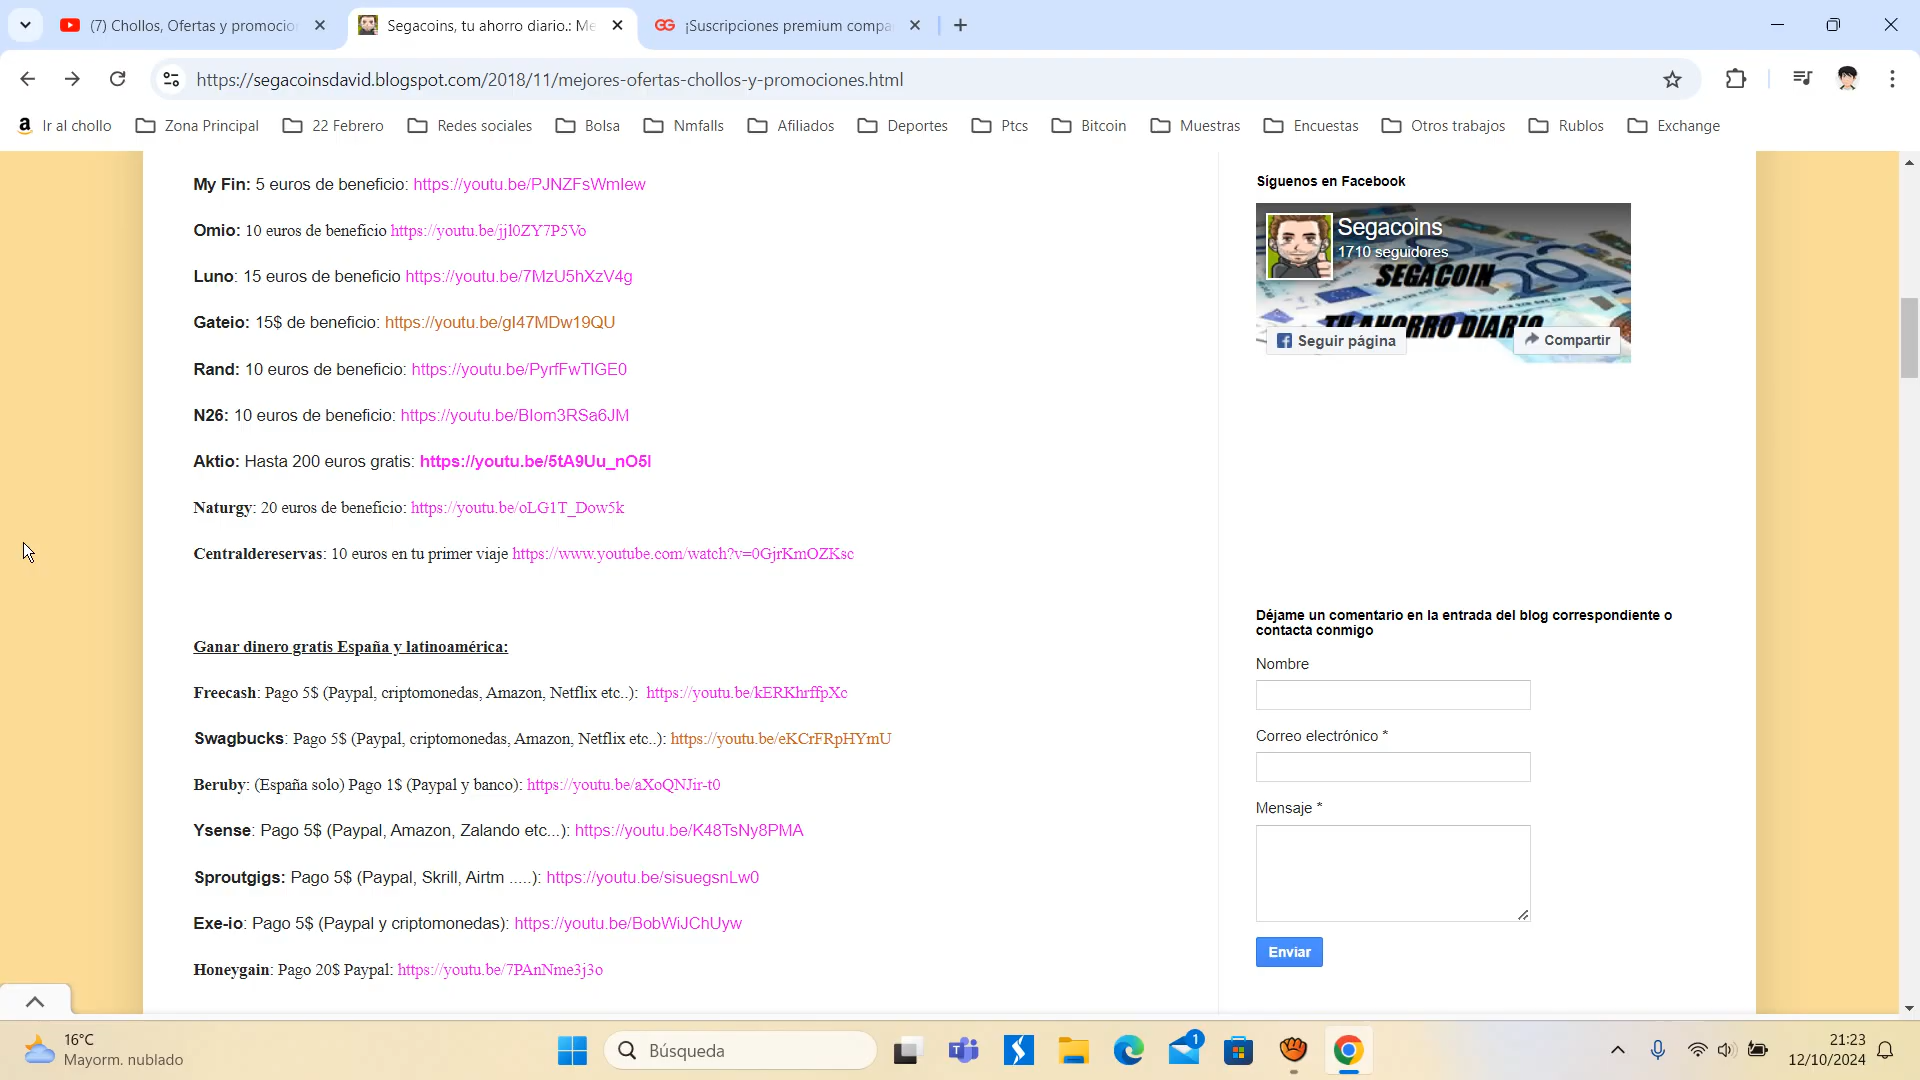 (7) Chollos, Ofertas y promocio
Segacoins, tu ahorro diario.: Me
¡Suscripciones premium compa
https://segacoinsdavid.blogspot.com/2018/11/mejores-ofertas-chollos-y-promociones.html
Ir al chollo
Zona Principal
22 Febrero
Redes sociales
Bolsa
Nmfalls
Afiliados
Deportes
Ptcs
Bitcoin
Muestras
Encuestas
Otros trabajos
Rublos
Exchange
My Fin: 5 euros de beneficio: https://youtu.be/PJNZFsWmIew
Omio: 10 euros de beneficio https://youtu.be/jjI0ZY7P5Vo
Luno: 15 euros de beneficio https://youtu.be/7MzU5hXzV4g
Gateio: 15$ de beneficio: https://youtu.be/gI47MDw19QU
Rand: 10 euros de beneficio: https://youtu.be/PyrfFwTIGE0
N26: 10 euros de beneficio: https://youtu.be/BIom3RSa6JM
Aktio: Hasta 200 euros gratis: https://youtu.be/5tA9Uu_nO5I
Naturgy: 20 euros de beneficio: https://youtu.be/oLG1T_Dow5k
Centraldereservas: 10 euros en tu primer viaje https://www.youtube.com/watch?v=0GjrKmOZKsc
Ganar dinero gratis España y latinoamérica:
Freecash: Pago 5$ (Paypal, criptomonedas, Amazon, Netflix etc..): https://youtu.be/kERKhrffpXc
Swagbucks: Pago 5$ (Paypal, criptomonedas, Amazon, Netflix etc..): https://youtu.be/eKCrFRpHYmU
Beruby: (España solo) Pago 1$ (Paypal y banco): https://youtu.be/aXoQNJir-t0
Ysense: Pago 5$ (Paypal, Amazon, Zalando etc...): https://youtu.be/K48TsNy8PMA
Sproutgigs: Pago 5$ (Paypal, Skrill, Airtm .....): https://youtu.be/sisuegsnLw0
Exe-io: Pago 5$ (Paypal y criptomonedas): https://youtu.be/BobWiJChUyw
Honeygain: Pago 20$ Paypal: https://youtu.be/7PAnNme3j3o
Síguenos en Facebook
Segacoins
1710 seguidores
SEGACOIN
TU AHORRO DIARIO
Seguir página
Compartir
Déjame un comentario en la entrada del blog correspondiente o
contacta conmigo
Nombre
Correo electrónico *
Mensaje *
Enviar
16°C
Mayorm. nublado
Búsqueda
1
21:23
12/10/2024